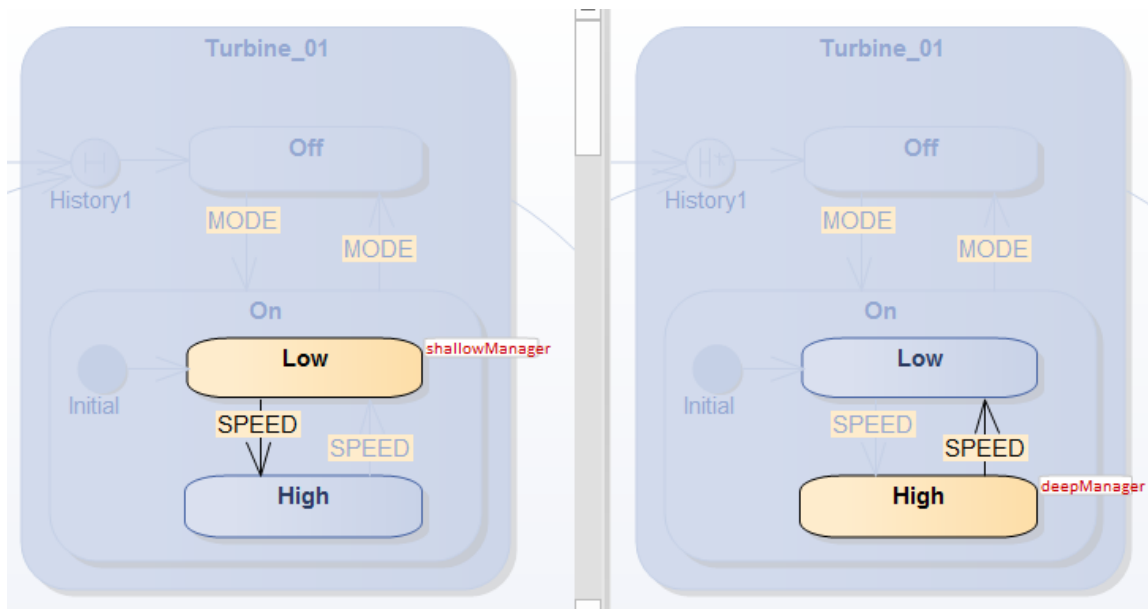 Turbine_01
Off
H
History1
MODE
MODE
On
Low
shallowManager
Initial
SPEED
SPEED
High
Turbine_01
Off
H*
History1
MODE
MODE
On
Low
Initial
SPEED
SPEED
High
deepManager